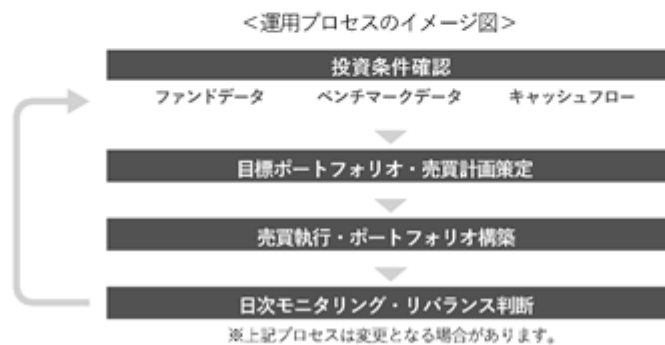 ＜運用プロセスのイメージ図＞
投資条件確認
ファンドデータ ベンチマークデータ キャッシュフロー
目標ポートフォリオ・売買計画策定
売買執行・ポートフォリオ構築
日次モニタリング・リバランス判断
※上記プロセスは変更となる場合があります。